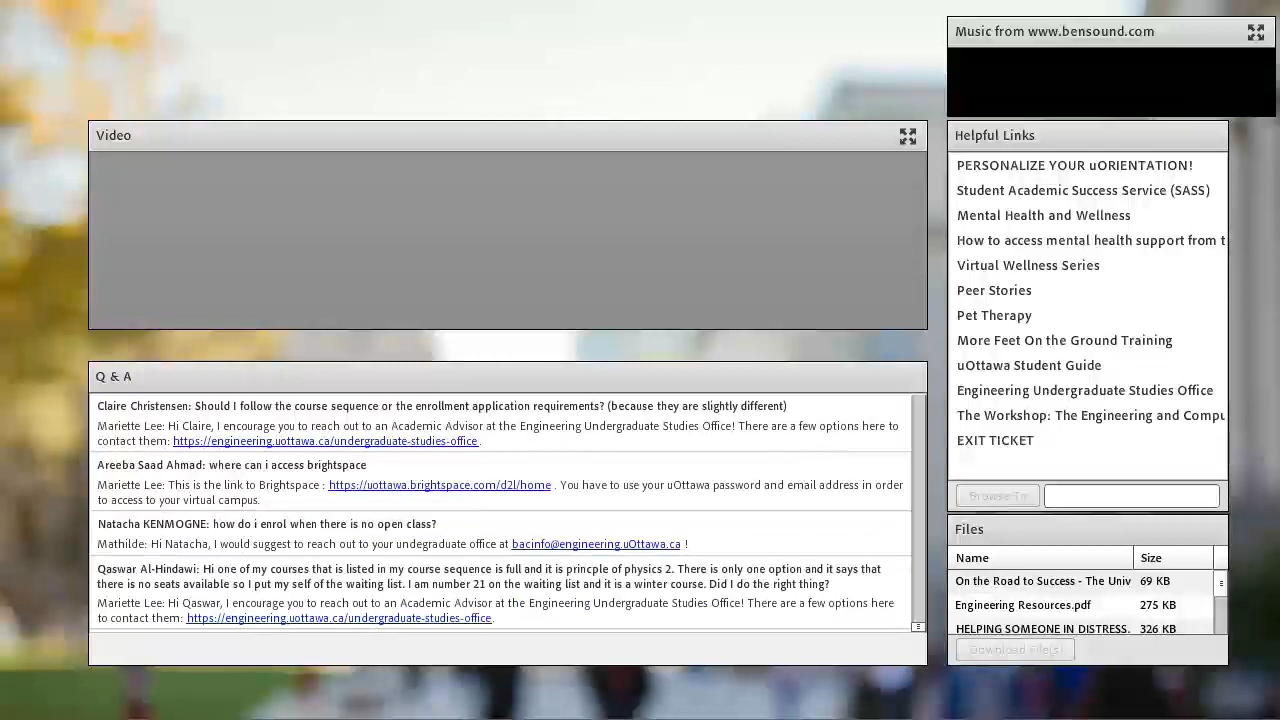 Music from www.bensound.com
Video
Helpful Links
PERSONALIZE YOUR uORIENTATION!
Student Academic Success Service (SASS)
Mental Health and Wellness
How to access mental health support from t
Virtual Wellness Series
Peer Stories
Pet Therapy
More Feet On the Ground Training
uOttawa Student Guide
Engineering Undergraduate Studies Office
The Workshop: The Engineering and Compu
EXIT TICKET
Browse To
Q & A
Claire Christensen: Should I follow the course sequence or the enrollment application requirements? (because they are slightly different)
Mariette Lee: Hi Claire, I encourage you to reach out to an Academic Advisor at the Engineering Undergraduate Studies Office! There are a few options here to
contact them: https://engineering.uottawa.ca/undergraduate-studies-office.
Areeba Saad Ahmad: where can i access brightspace
Mariette Lee: This is the link to Brightspace : https://uottawa.brightspace.com/d2l/home . You have to use your uOttawa password and email address in order
to access to your virtual campus.
Natacha KENMOGNE: how do i enrol when there is no open class?
Mathilde: Hi Natacha, I would suggest to reach out to your undegraduate office at bacinfo@engineering.uOttawa.ca !
Qaswar Al-Hindawi: Hi one of my courses that is listed in my course sequence is full and it is princple of physics 2. There is only one option and it says that
there is no seats available so I put my self of the waiting list. I am number 21 on the waiting list and it is a winter course. Did I do the right thing?
Mariette Lee: Hi Qaswar, I encourage you to reach out to an Academic Advisor at the Engineering Undergraduate Studies Office! There are a few options here
to contact them: https://engineering.uottawa.ca/undergraduate-studies-office.
Files
Name Size
On the Road to Success - The Univ 69 KB
Engineering Resources.pdf 275 KB
HELPING SOMEONE IN DISTRESS. 326 KB
Download File(s)